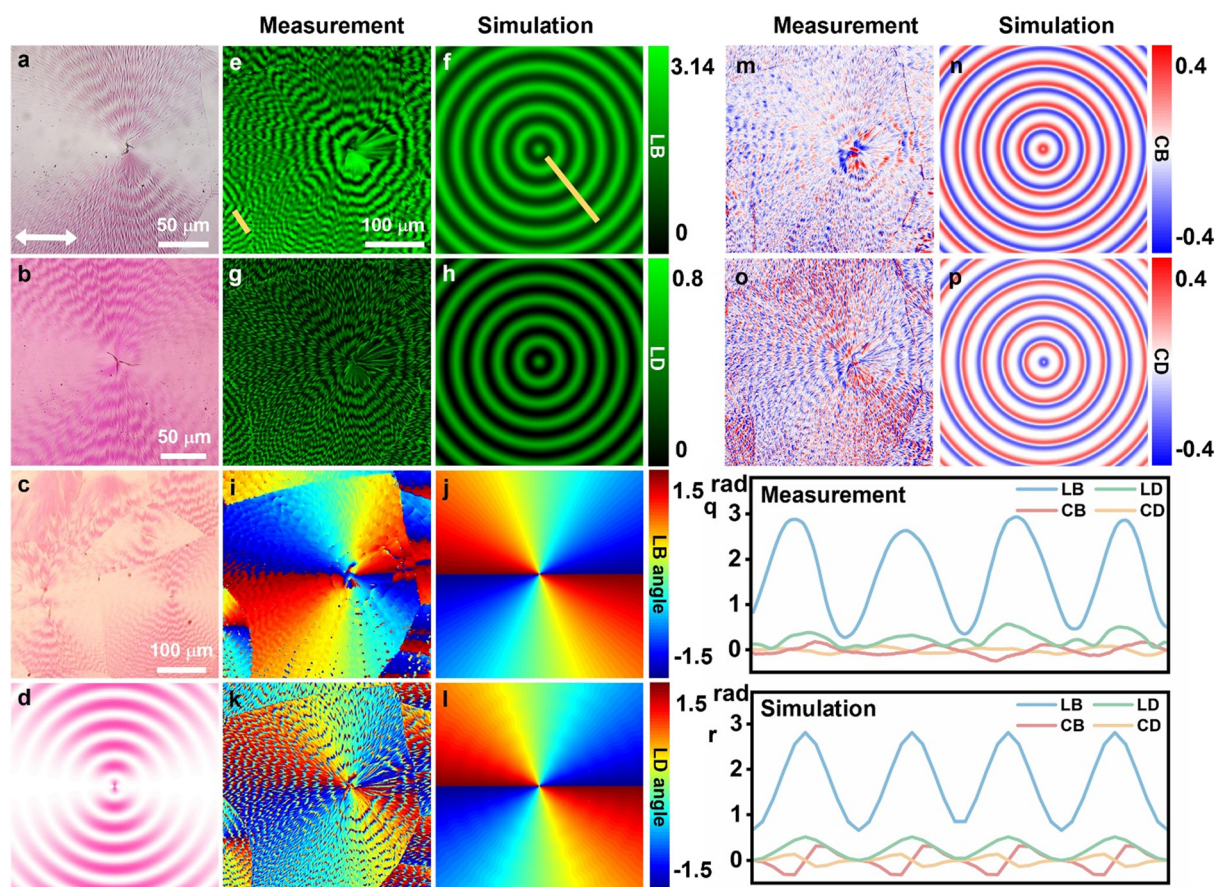 Measurement Simulation Measurement Simulation
a e f 3.14 m n 0.4
LB CB
50 μm 100 μm 0 -0.4
b g h 0.8 o p 0.4
LD CD
50 μm 0 -0.4
c i j 1.5 rad q Measurement LB LD
CB CD
3
LB angle 2
1
100 μm -1.5 0
d k l 1.5 rad r Simulation LB LD
CB CD
3
LD angle 2
1
-1.5 0